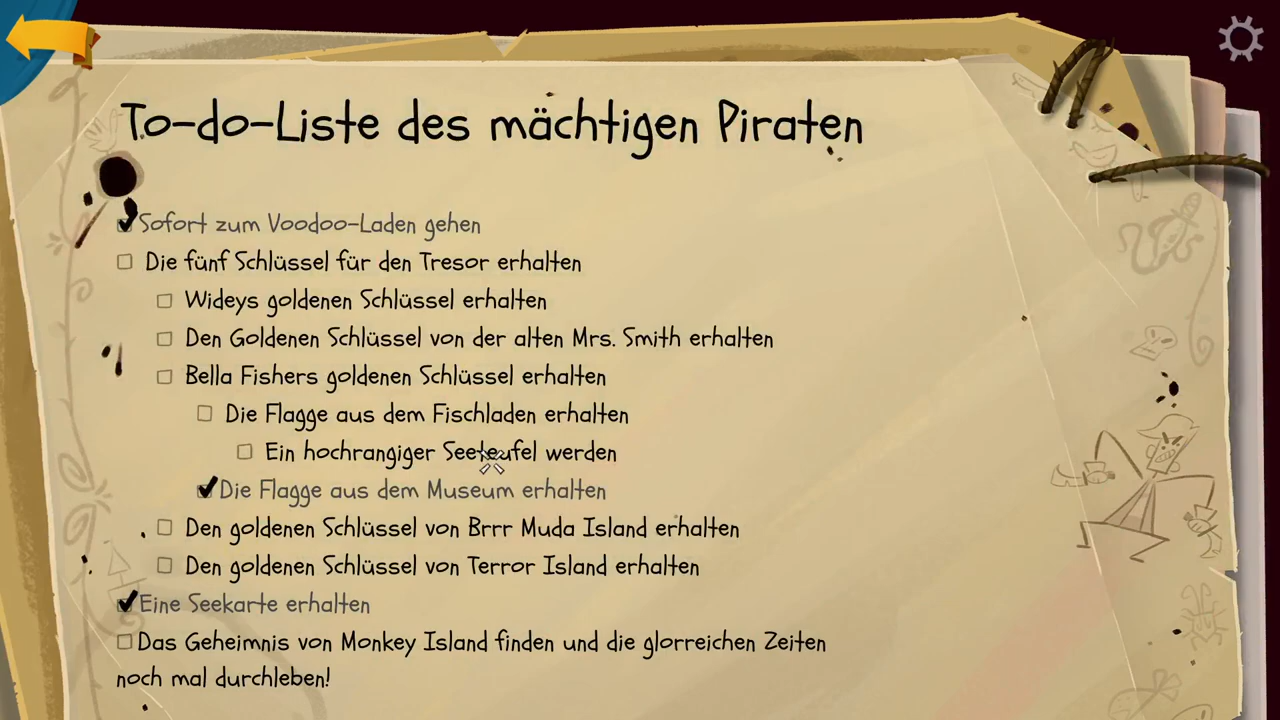 To-do-Liste des mächtigen Piraten
Sofort zum Voodoo-Laden gehen
Die fünf Schlüssel für den Tresor erhalten
Wideys goldenen Schlüssel erhalten
Den Goldenen Schlüssel von der alten Mrs. Smith erhalten
Bella Fishers goldenen Schlüssel erhalten
Die Flagge aus dem Fischladen erhalten
Ein hochrangiger Seeteufel werden
Die Flagge aus dem Museum erhalten
Den goldenen Schlüssel von Brrr Muda Island erhalten
Den goldenen Schlüssel von Terror Island erhalten
Eine Seekarte erhalten
Das Geheimnis von Monkey Island finden und die glorreichen Zeiten
noch mal durchleben!